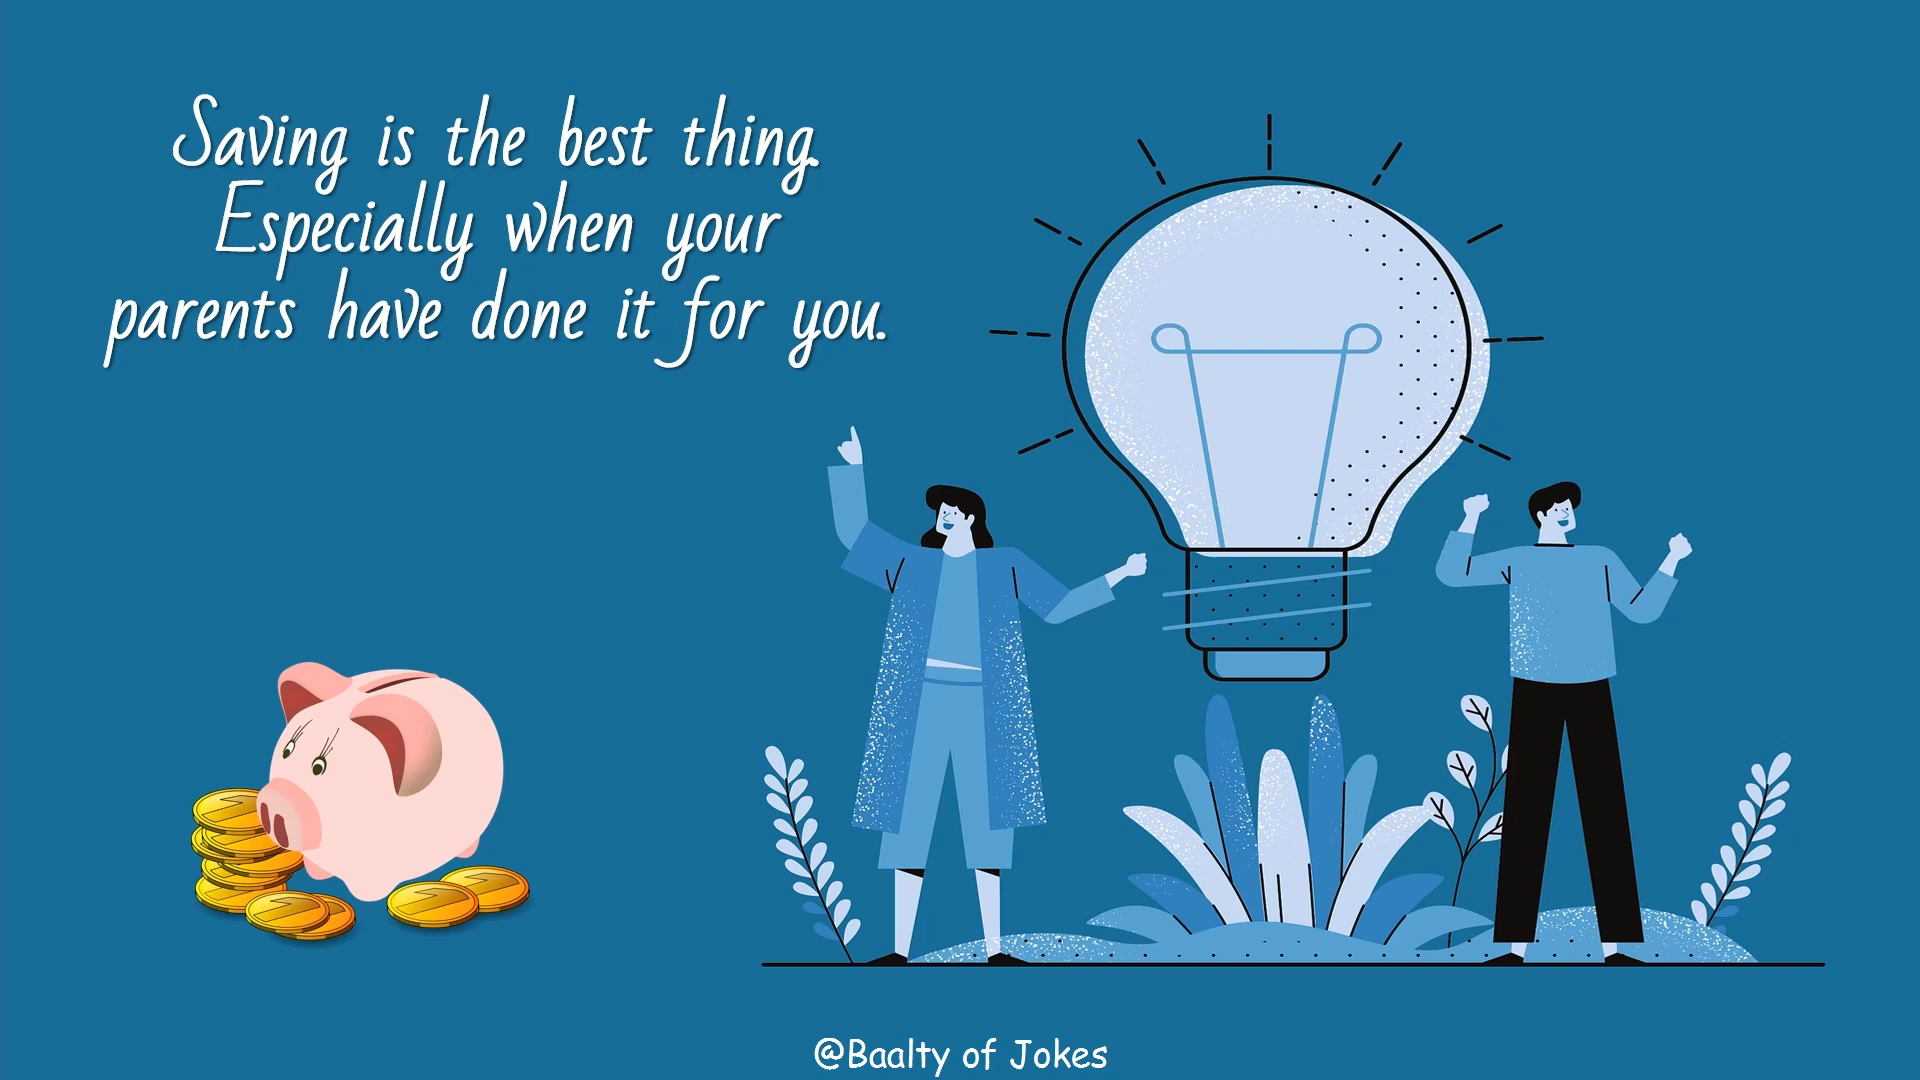 Saving is the best thing.
Especially when your
parents have done it for you.
@Baalty of Jokes